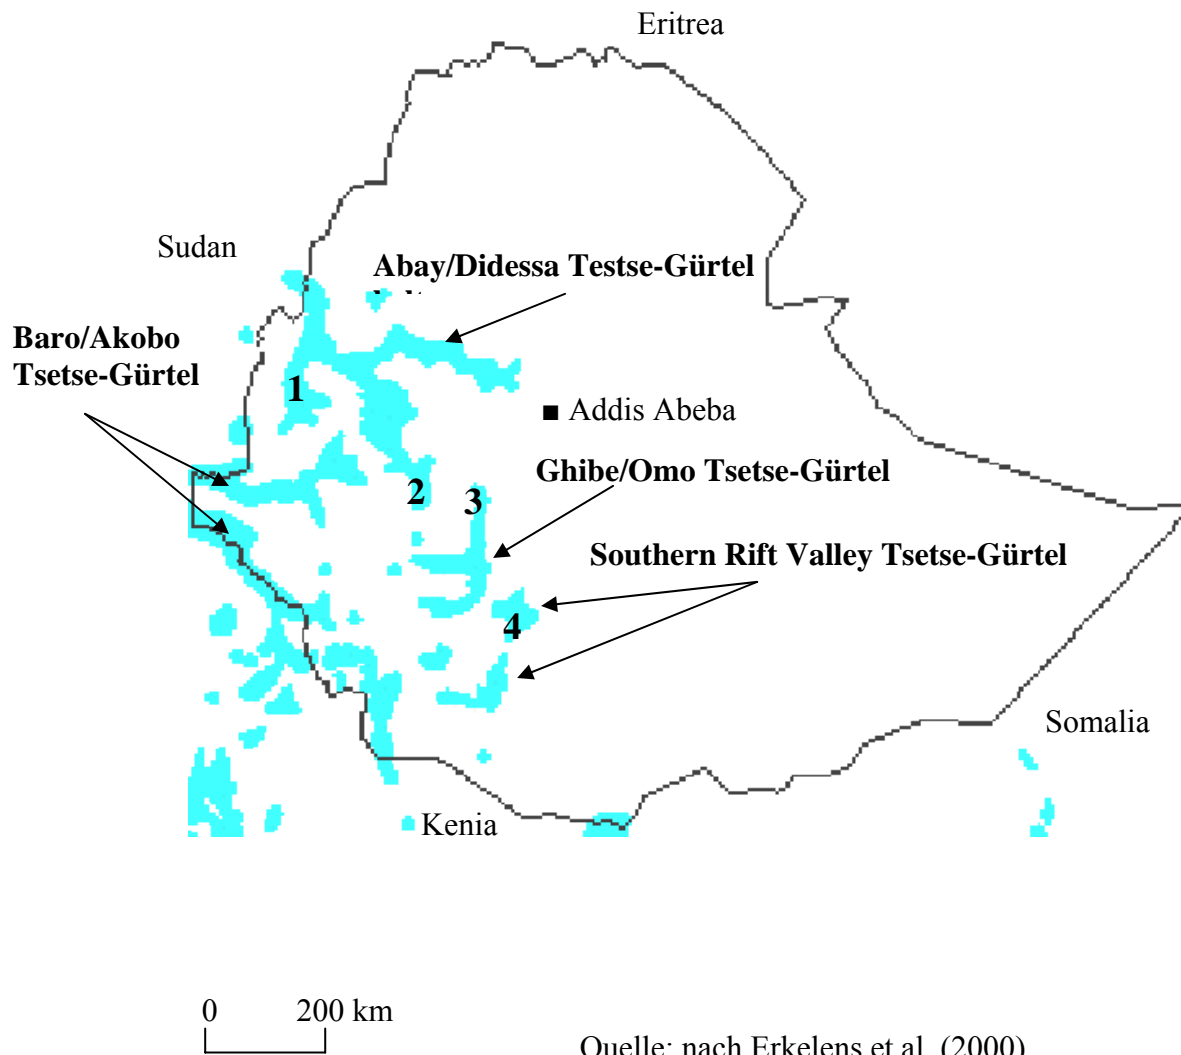 Eritrea
Sudan
Abay/Didessa Testse-Gürtel
Baro/Akobo
Tsetse-Gürtel
1
■ Addis Abeba
Ghibe/Omo Tsetse-Gürtel
2
3
Southern Rift Valley Tsetse-Gürtel
4
Somalia
Kenia
0 200 km
Quelle: nach Erkelens et al. (2000)